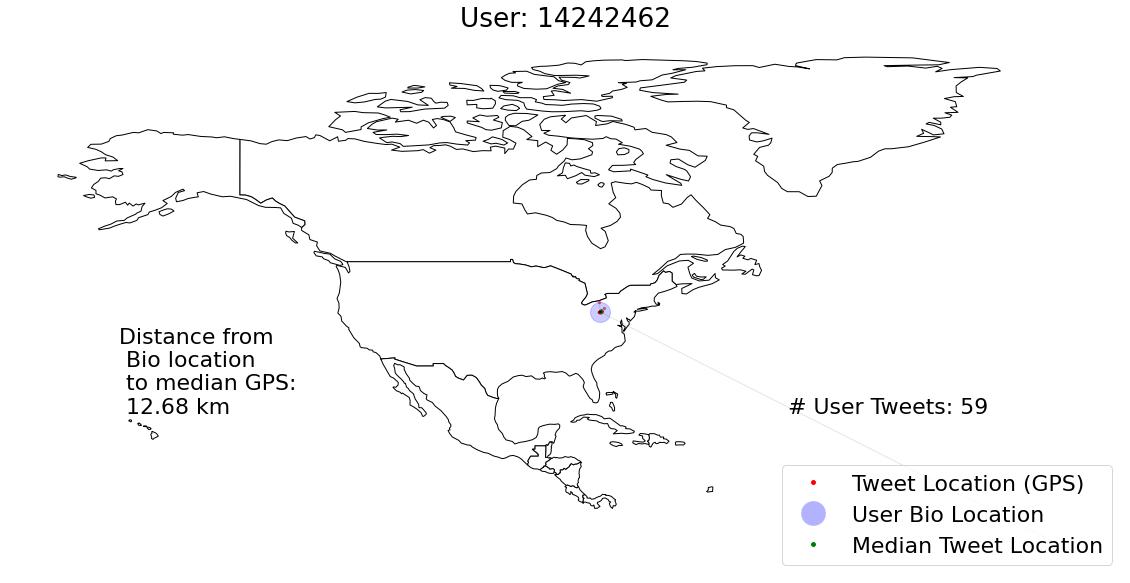 User: 14242462
Distance from
Bio location
to median GPS:
12.68 km
# User Tweets: 59
Tweet Location (GPS)
User Bio Location
Median Tweet Location